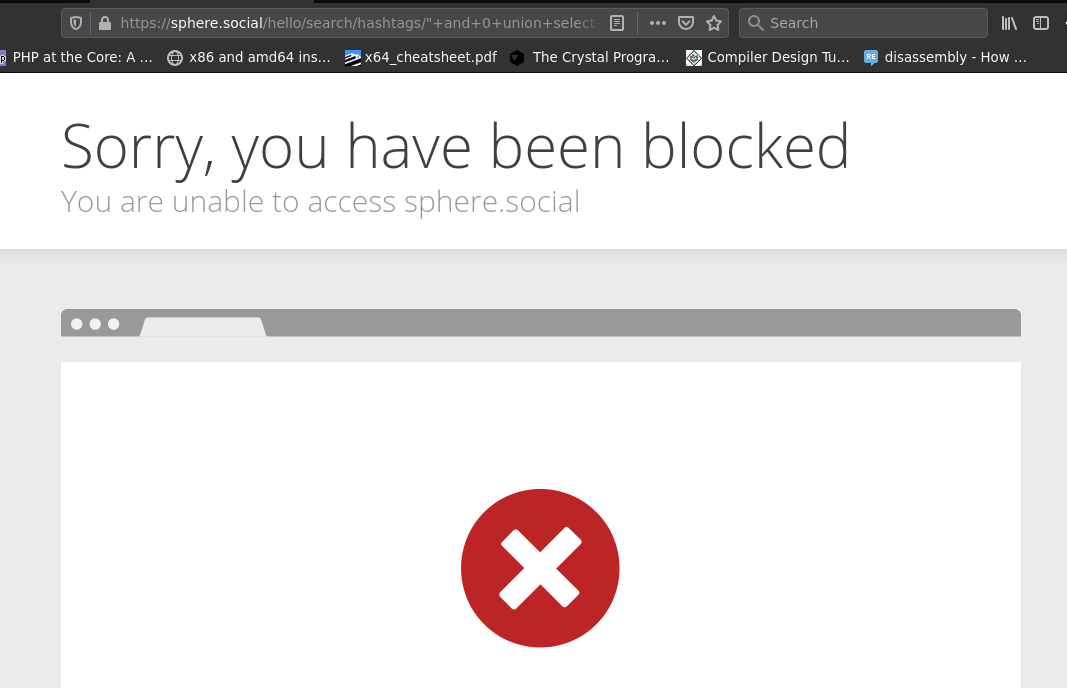 https://sphere.social/hello/search/hashtags/"+and+0+union+select- Search
PHP at the Core: A ... x86 and amd64 ins... x64_cheatsheet.pdf The Crystal Progra... Compiler Design Tu... disassembly - How ...
Sorry, you have been blocked
You are unable to access sphere.social